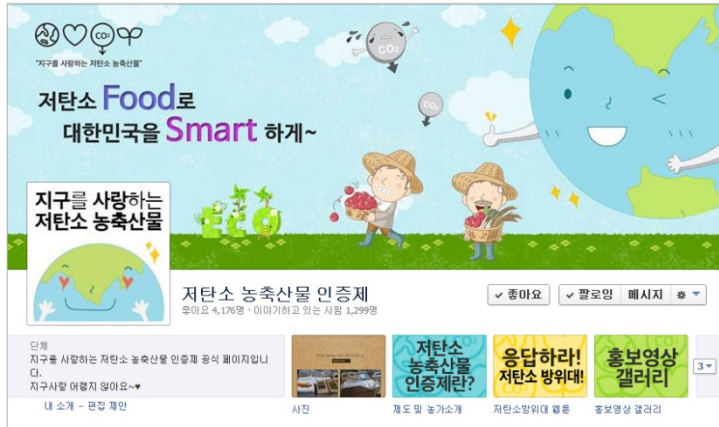 CO₂
"지구를 사랑하는 저탄소 농축산물"
저탄소 Food로
대한민국을 Smart 하게~
CO₂
CO₂
ECO
지구를 사랑하는
저탄소 농축산물
저탄소 농축산물 인증제
좋아요 4,176명 · 이야기하고 있는 사람 1,299명
좋아요
팔로잉
메시지
단체
지구를 사랑하는 저탄소 농축산물 인증제 공식 페이지입니
다.
지구사랑 어렵지 않아요~♥
내 소개 - 편집 제안
사진
저탄소
농축산물
인증제란?
제도 및 농가소개
응답하라!
저탄소 방위대!
저탄소방위대 웹툰
홍보영상
갤러리
홍보영상 갤러리
3